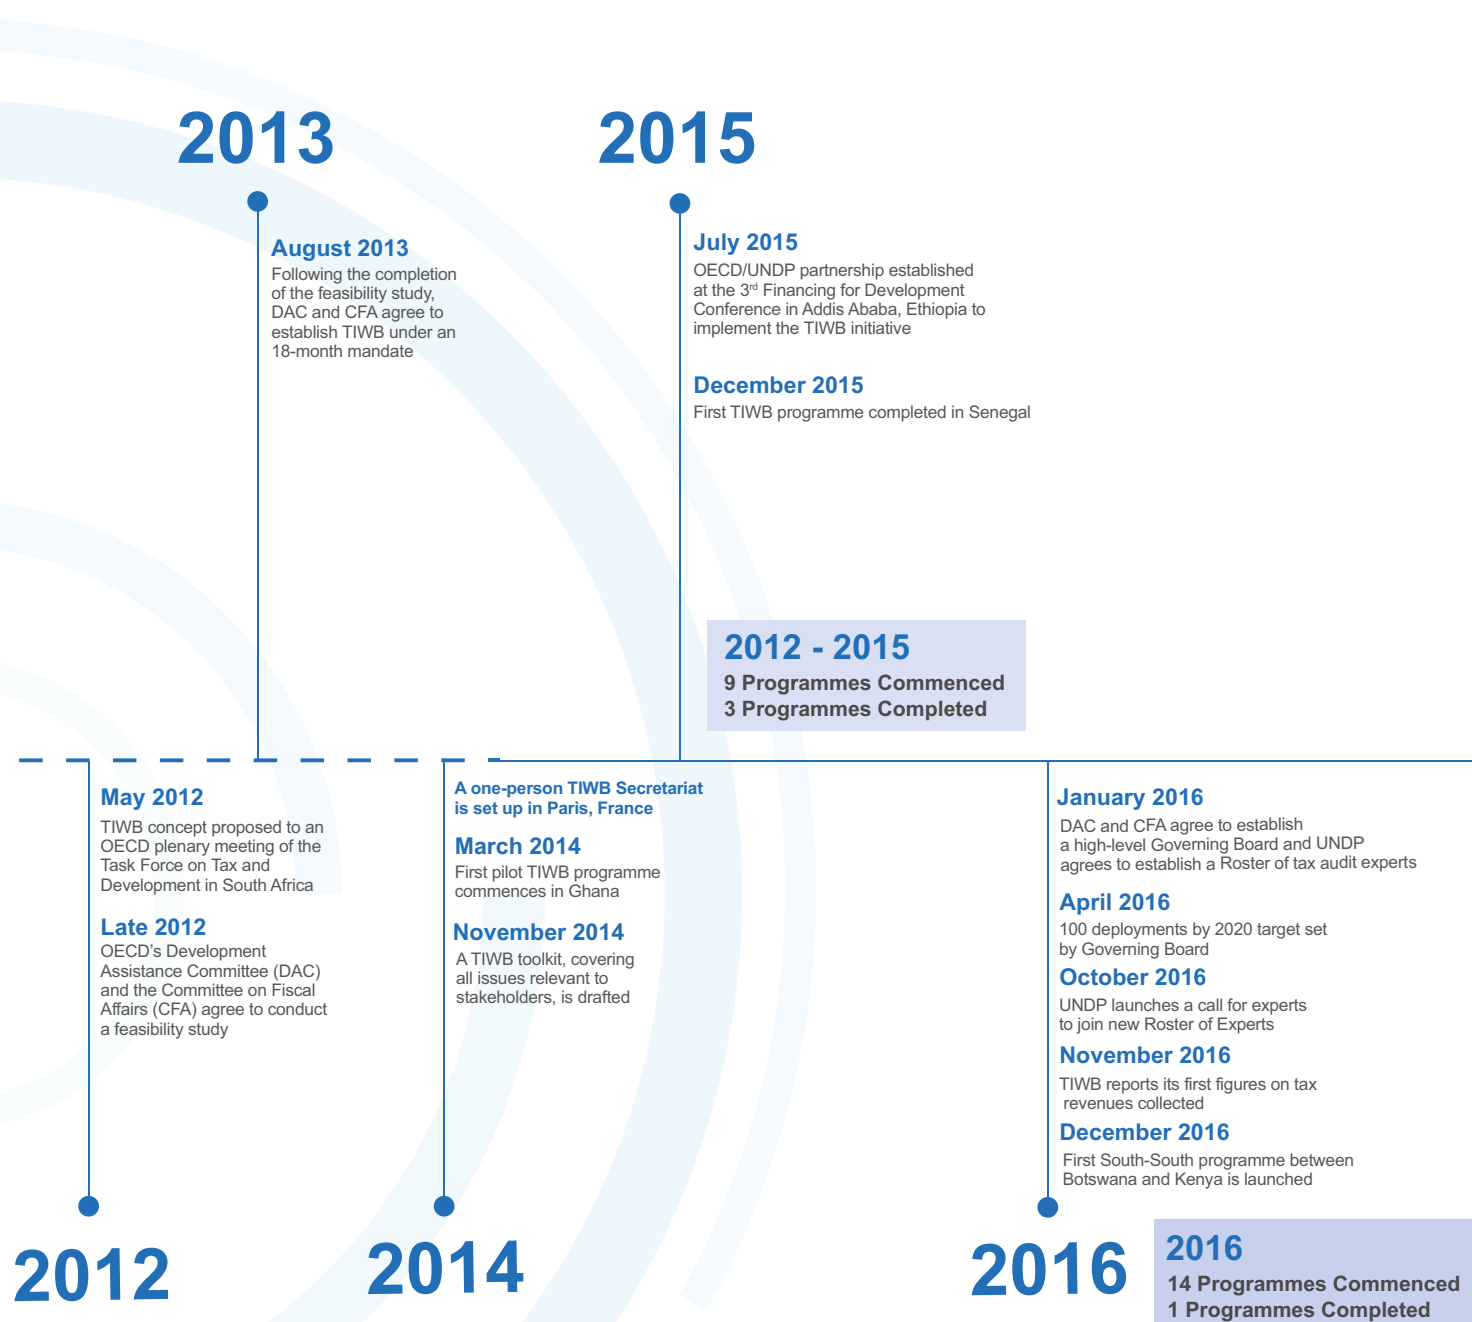 2013
August 2013
Following the completion
of the feasibility study,
DAC and CFA agree to
establish TIWB under an
18-month mandate
2015
July 2015
OECD/UNDP partnership established
at the 3rd Financing for Development
Conference in Addis Ababa, Ethiopia to
implement the TIWB initiative
December 2015
First TIWB programme completed in Senegal
2012 - 2015
9 Programmes Commenced
3 Programmes Completed
May 2012
TIWB concept proposed to an
OECD plenary meeting of the
Task Force on Tax and
Development in South Africa
Late 2012
OECD’s Development
Assistance Committee (DAC)
and the Committee on Fiscal
Affairs (CFA) agree to conduct
a feasibility study
2012
A one-person TIWB Secretariat
is set up in Paris, France
March 2014
First pilot TIWB programme
commences in Ghana
November 2014
A TIWB toolkit, covering
all issues relevant to
stakeholders, is drafted
2014
January 2016
DAC and CFA agree to establish
a high-level Governing Board and UNDP
agrees to establish a Roster of tax audit experts
April 2016
100 deployments by 2020 target set
by Governing Board
October 2016
UNDP launches a call for experts
to join new Roster of Experts
November 2016
TIWB reports its first figures on tax
revenues collected
December 2016
First South-South programme between
Botswana and Kenya is launched
2016
2016
14 Programmes Commenced
1 Programmes Completed